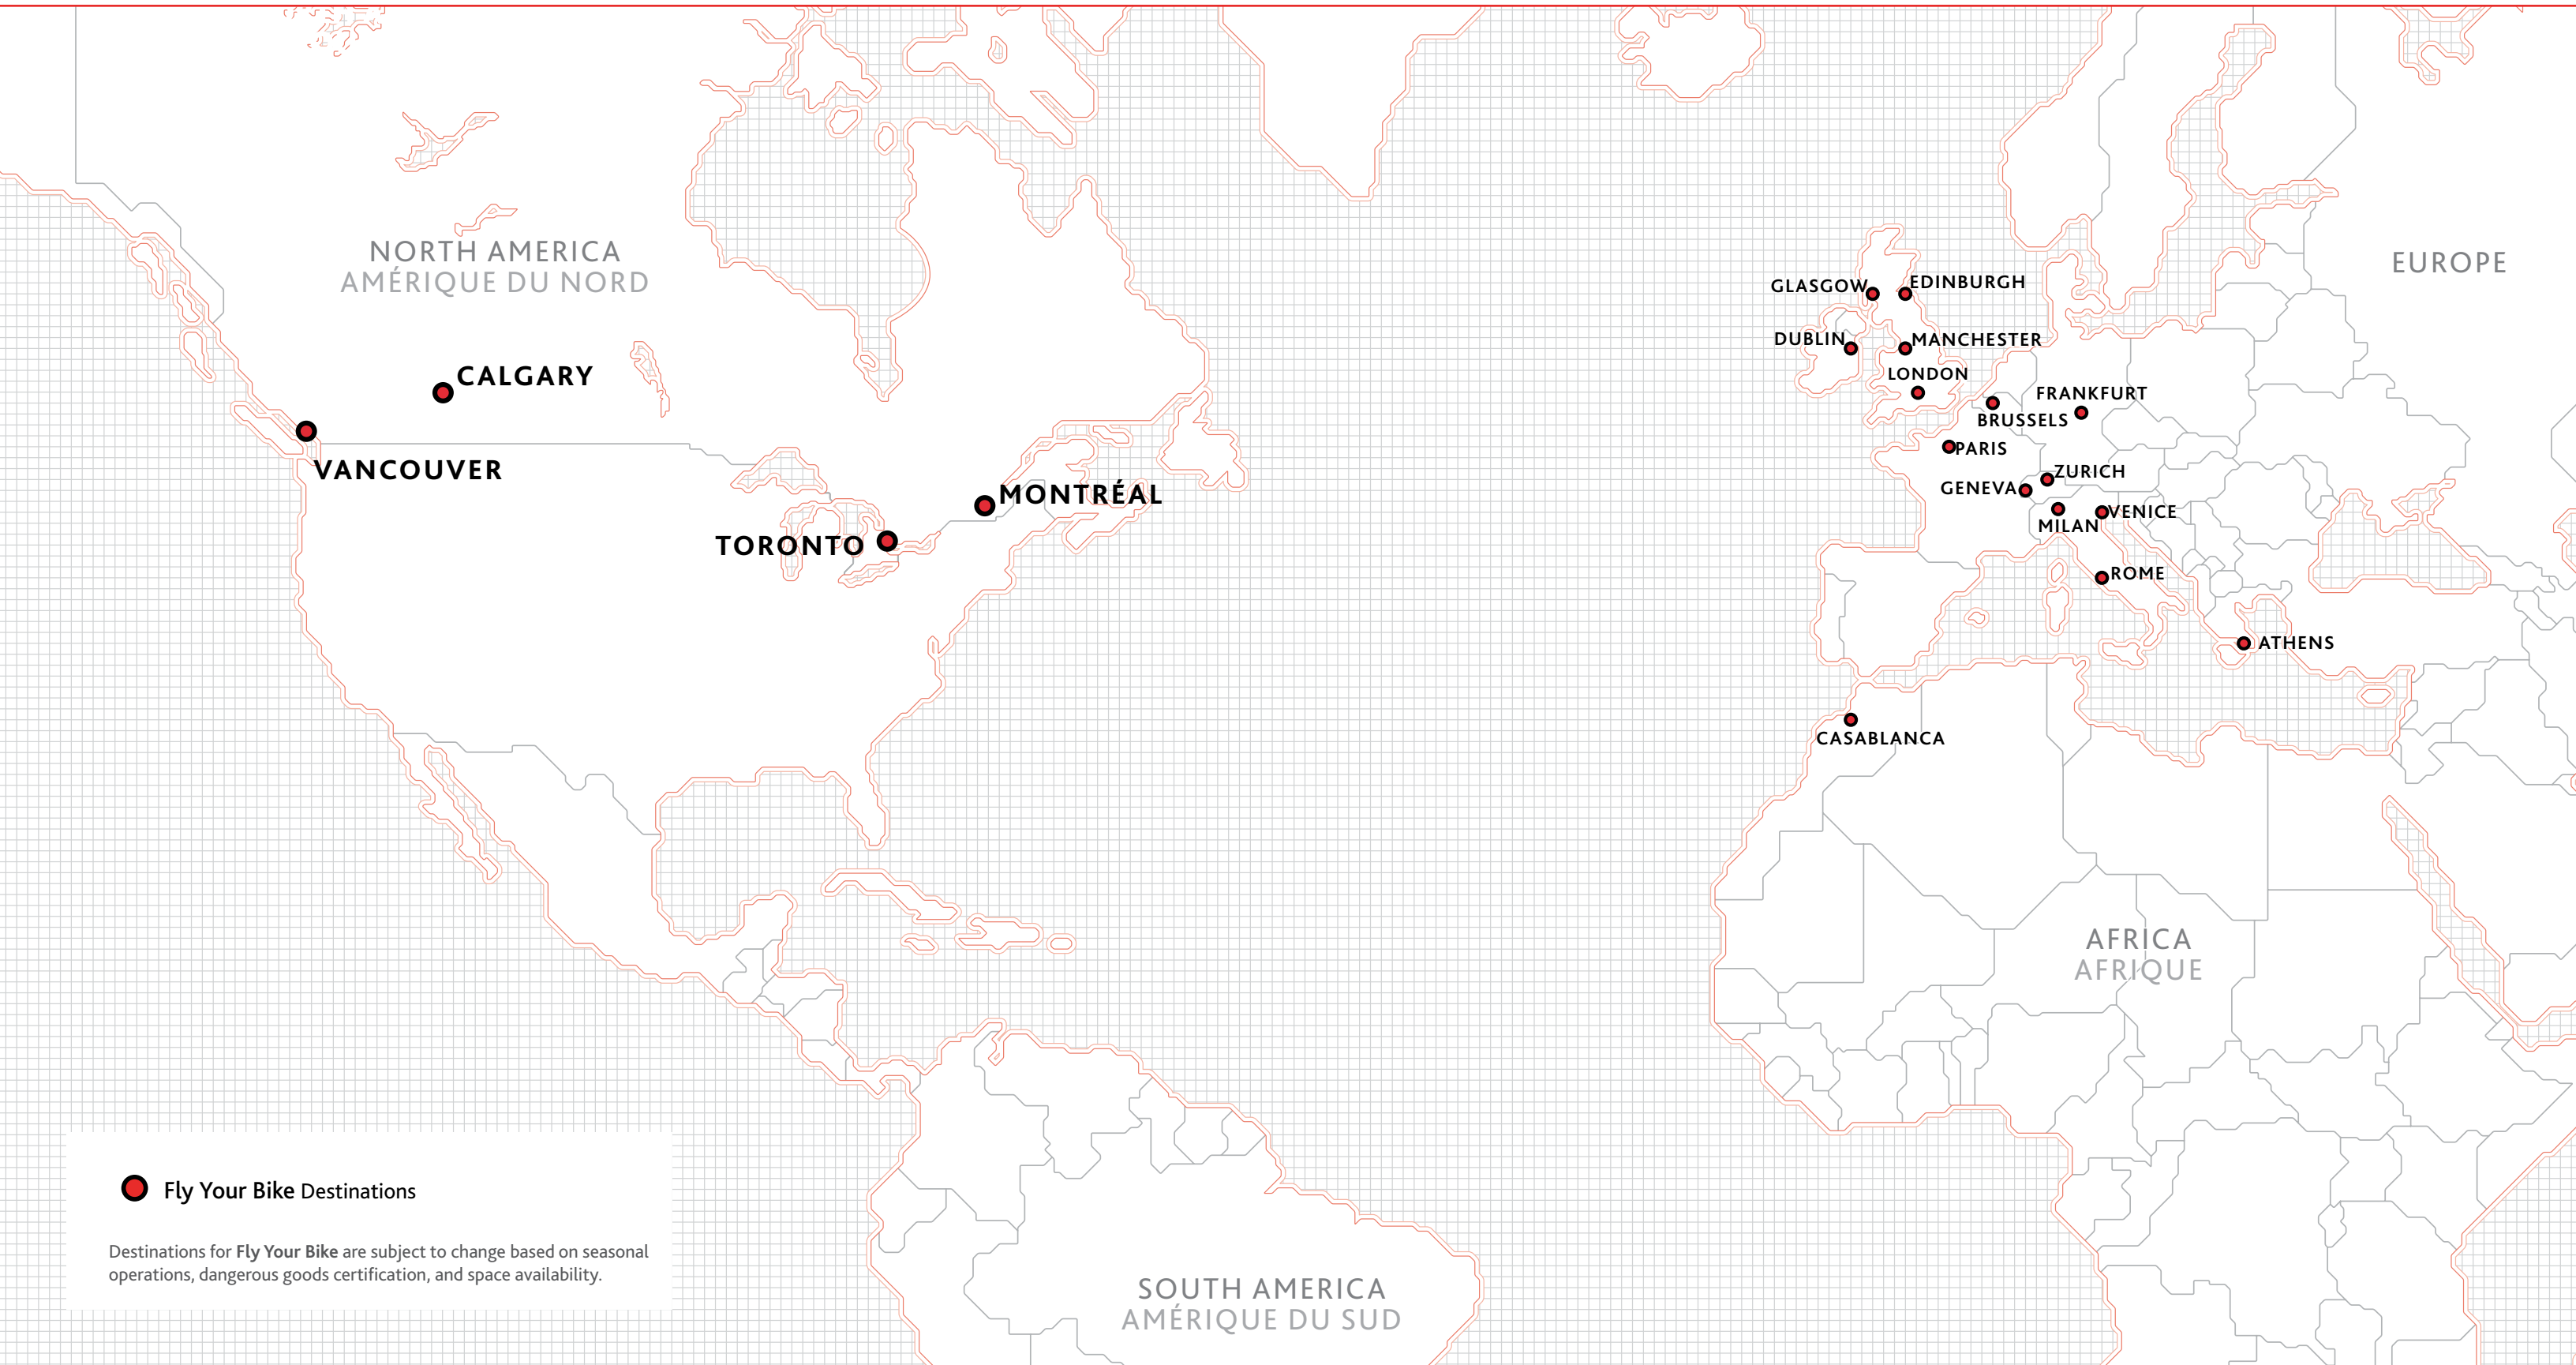 NORTH AMERICA
AMÉRIQUE DU NORD
CALGARY
VANCOUVER
MONTRÉAL
TORONTO
EUROPE
GLASGOW
EDINBURGH
DUBLIN
MANCHESTER
LONDON
FRANKFURT
BRUSSELS
PARIS
ZURICH
GENEVA
VENICE
MILAN
ROME
ATHENS
CASABLANCA
AFRICA
AFRIQUE
SOUTH AMERICA
AMÉRIQUE DU SUD
Fly Your Bike Destinations
Destinations for Fly Your Bike are subject to change based on seasonal
operations, dangerous goods certification, and space availability.